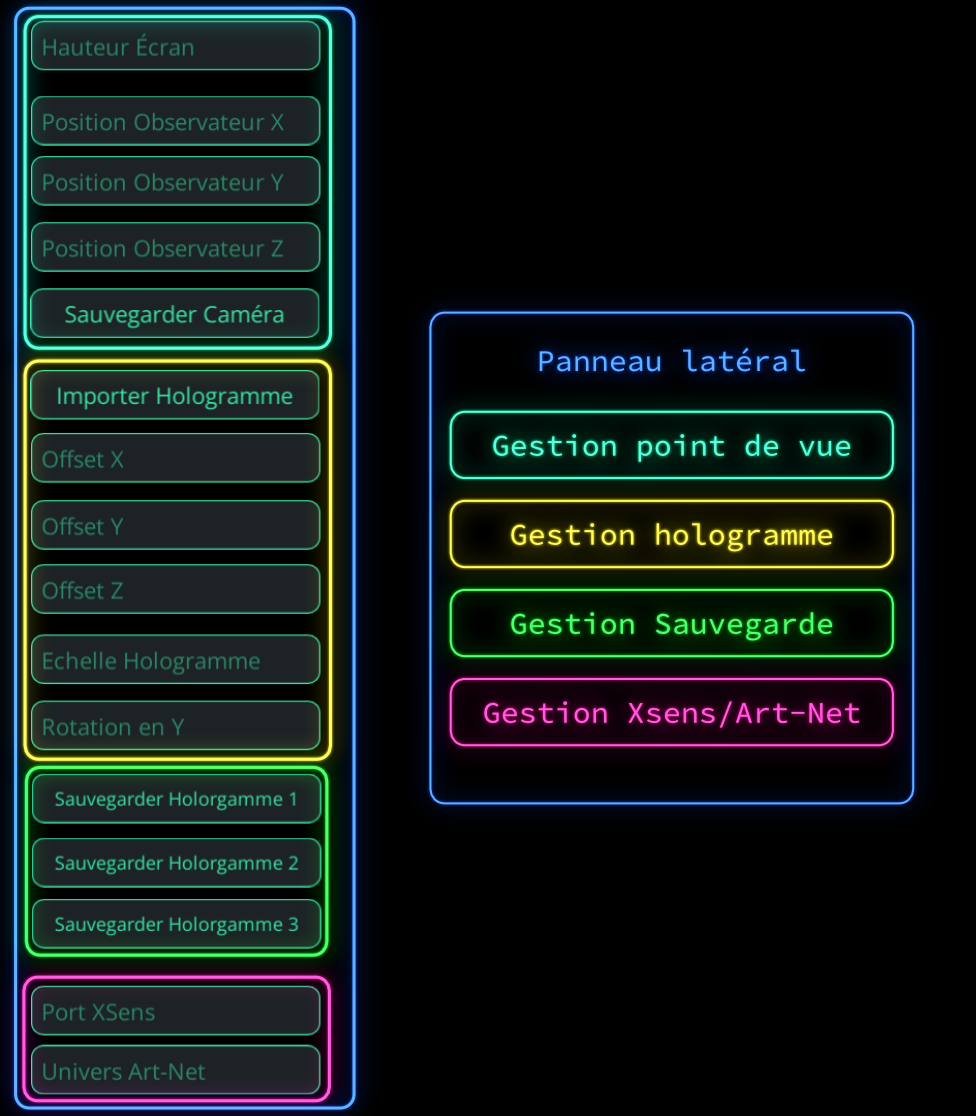 Hauteur Écran
Position Observateur X
Position Observateur Y
Position Observateur Z
Sauvegarder Caméra
Importer Hologramme
Offset X
Offset Y
Offset Z
Echelle Hologramme
Rotation en Y
Sauvegarder Holorgamme 1
Sauvegarder Holorgamme 2
Sauvegarder Holorgamme 3
Port XSens
Univers Art-Net
Panneau latéral
Gestion point de vue
Gestion hologramme
Gestion Sauvegarde
Gestion Xsens/Art-Net